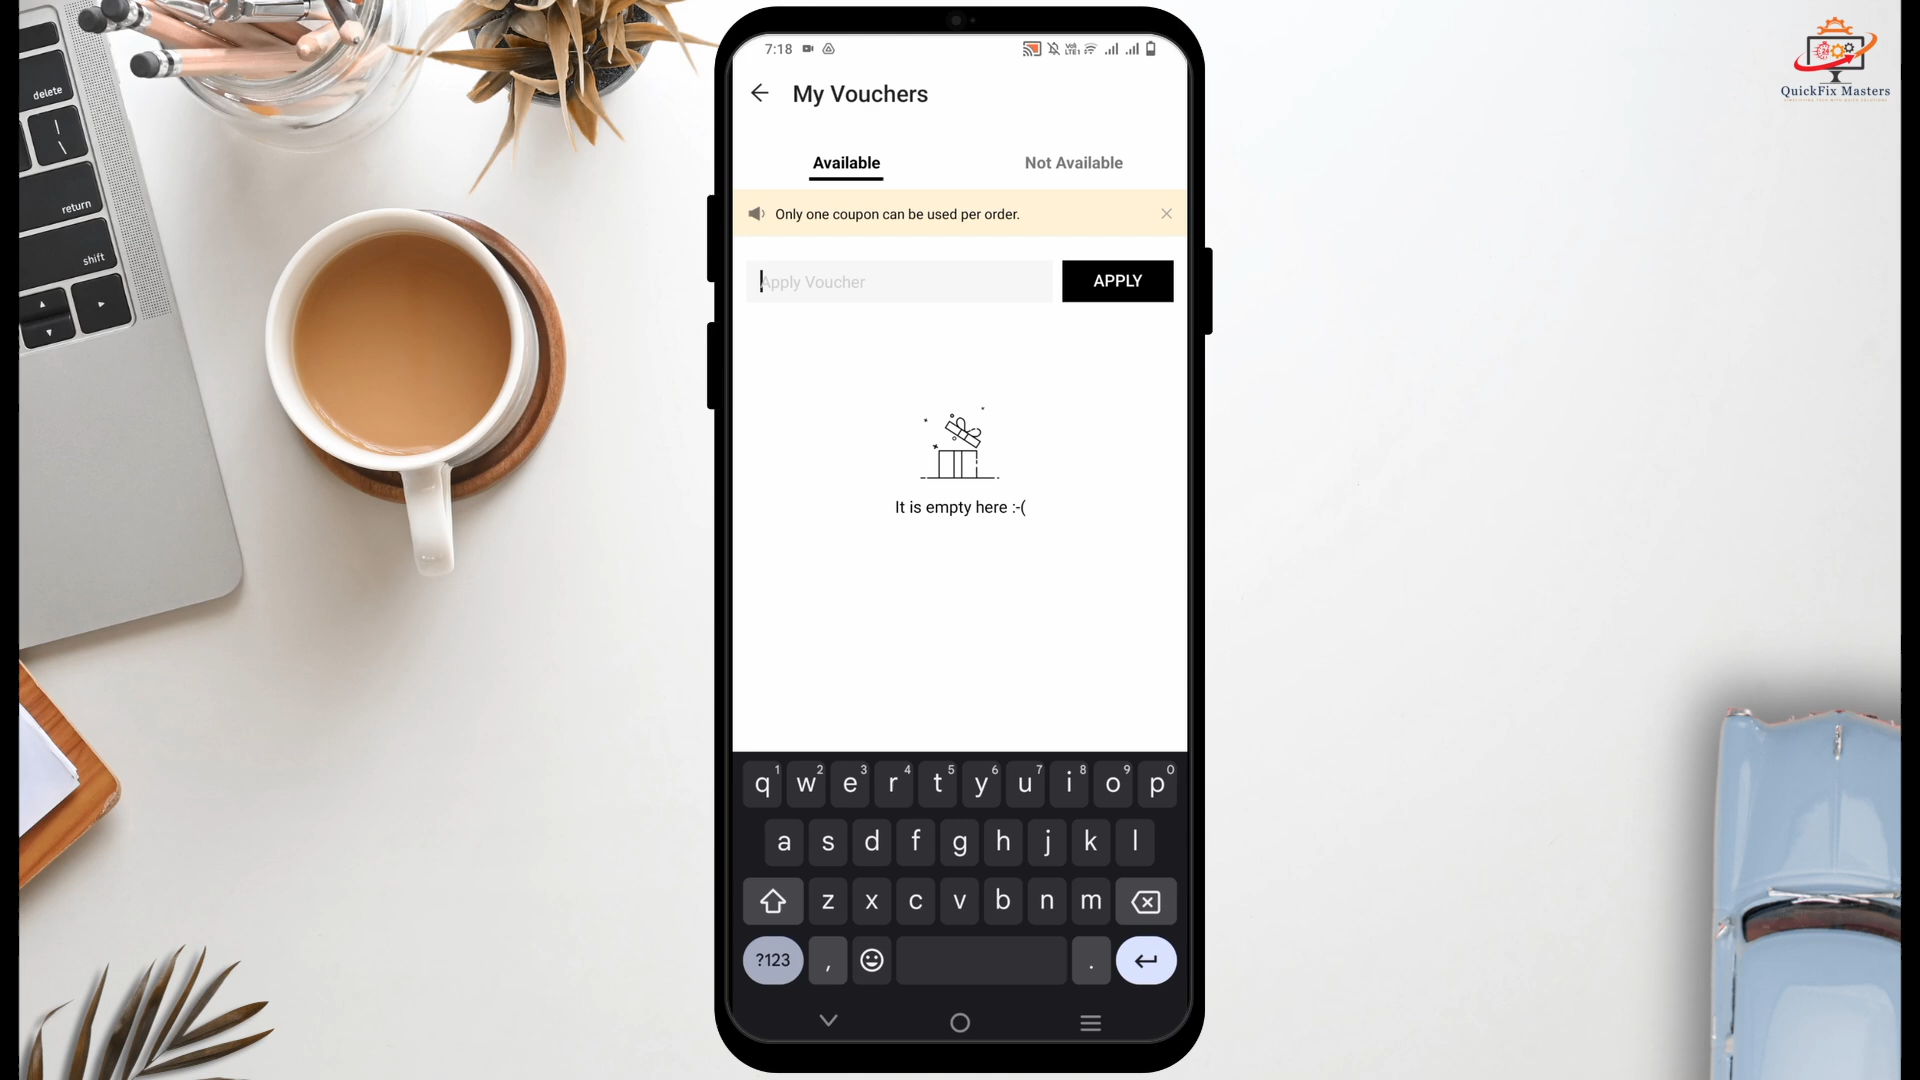 delete
return
shift
7:18
My Vouchers
Available
Not Available
Only one coupon can be used per order.
Apply Voucher
APPLY
It is empty here :-(
q1 w2 e3 r4 t5 y6 u7 i8 o9 p0
a s d f g h j k l
z x c v b n m
?123 , .
QuickFix Masters